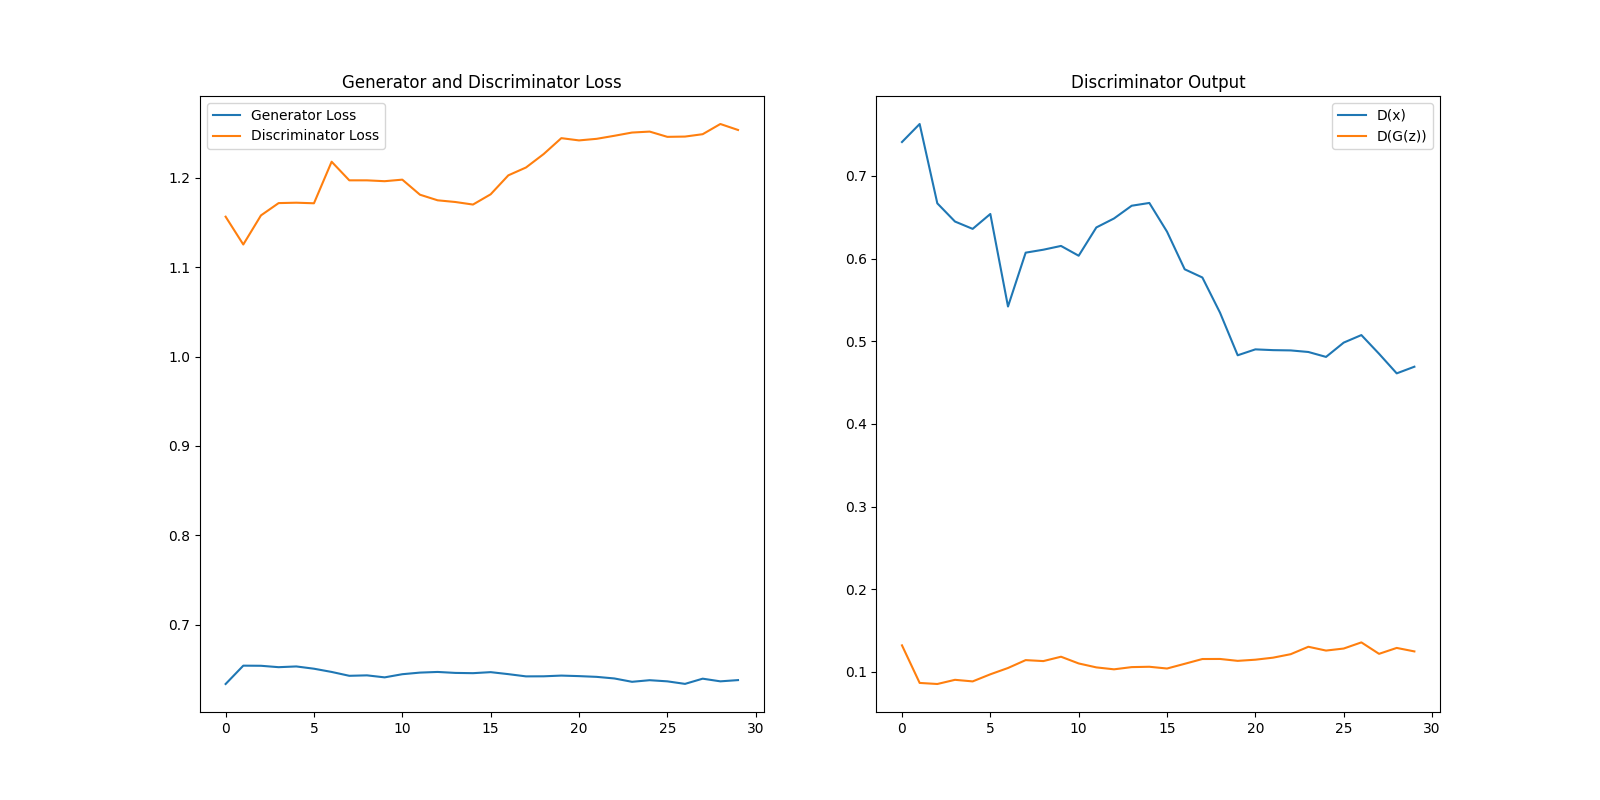 Generator and Discriminator Loss
Generator Loss
Discriminator Loss
1.2
1.1
1.0
0.9
0.8
0.7
0 5 10 15 20 25 30
Discriminator Output
D(x)
D(G(z))
0.7
0.6
0.5
0.4
0.3
0.2
0.1
0 5 10 15 20 25 30